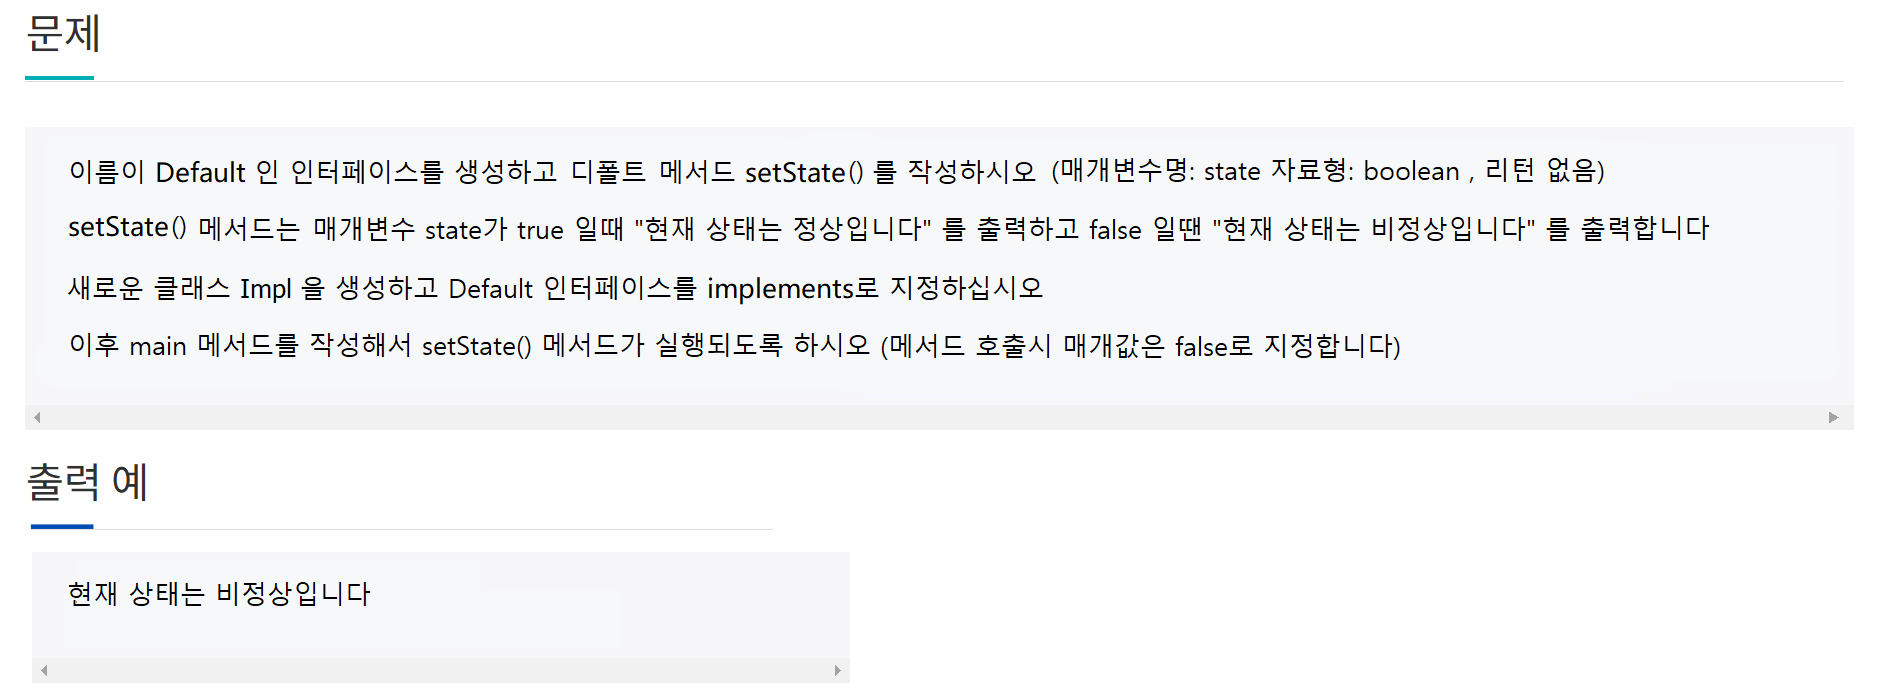 문제
이름이 Default 인 인터페이스를 생성하고 디폴트 메서드 setState() 를 작성하시오 (매개변수명: state 자료형: boolean , 리턴 없음)
setState() 메서드는 매개변수 state가 true 일때 "현재 상태는 정상입니다" 를 출력하고 false 일땐 "현재 상태는 비정상입니다" 를 출력합니다
새로운 클래스 Impl 을 생성하고 Default 인터페이스를 implements로 지정하십시오
이후 main 메서드를 작성해서 setState() 메서드가 실행되도록 하시오 (메서드 호출시 매개값은 false로 지정합니다)
출력 예
현재 상태는 비정상입니다